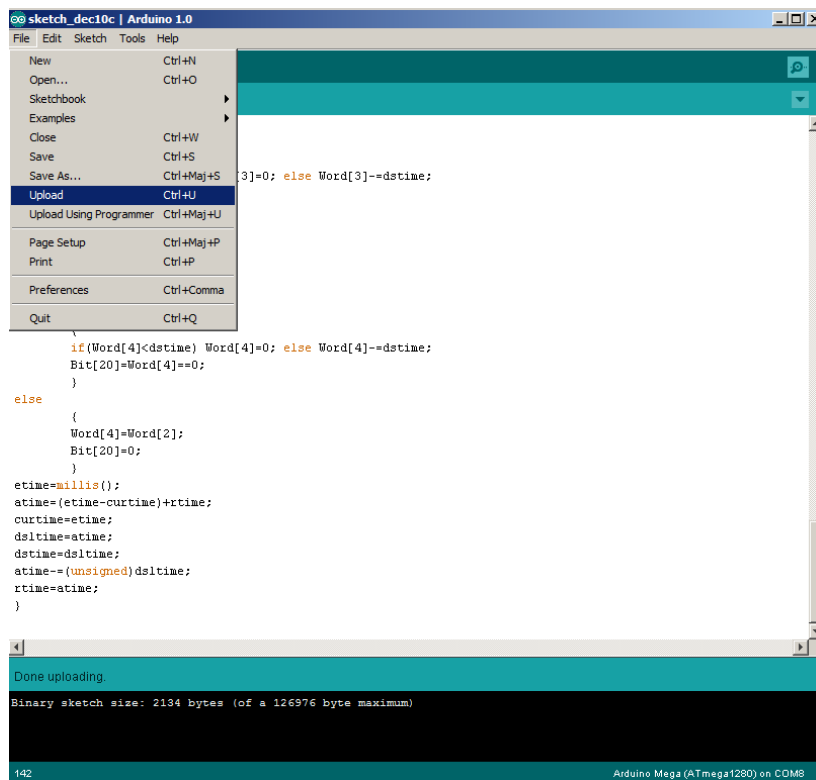 sketch_dec10c | Arduino 1.0
File Edit Sketch Tools Help
New Ctrl+N
Open... Ctrl+O
Sketchbook
Examples
Close Ctrl+W
Save Ctrl+S
Save As... Ctrl+Maj+S
Upload Ctrl+U
Upload Using Programmer Ctrl+Maj+U
Page Setup Ctrl+Maj+P
Print Ctrl+P
Preferences Ctrl+Comma
Quit Ctrl+Q
[3]=0; else Word[3]-=dstime;
{
if(Word[4]<dstime) Word[4]=0; else Word[4]-=dstime;
Bit[20]=Word[4]==0;
}
else
{
Word[4]=Word[2];
Bit[20]=0;
}
etime=millis();
atime=(etime-curtime)+rtime;
curtime=etime;
dsltime=atime;
dstime=dsltime;
atime-=(unsigned)dsltime;
rtime=atime;
}
Done uploading.
Binary sketch size: 2134 bytes (of a 126976 byte maximum)
142 Arduino Mega (ATmega1280) on COM8